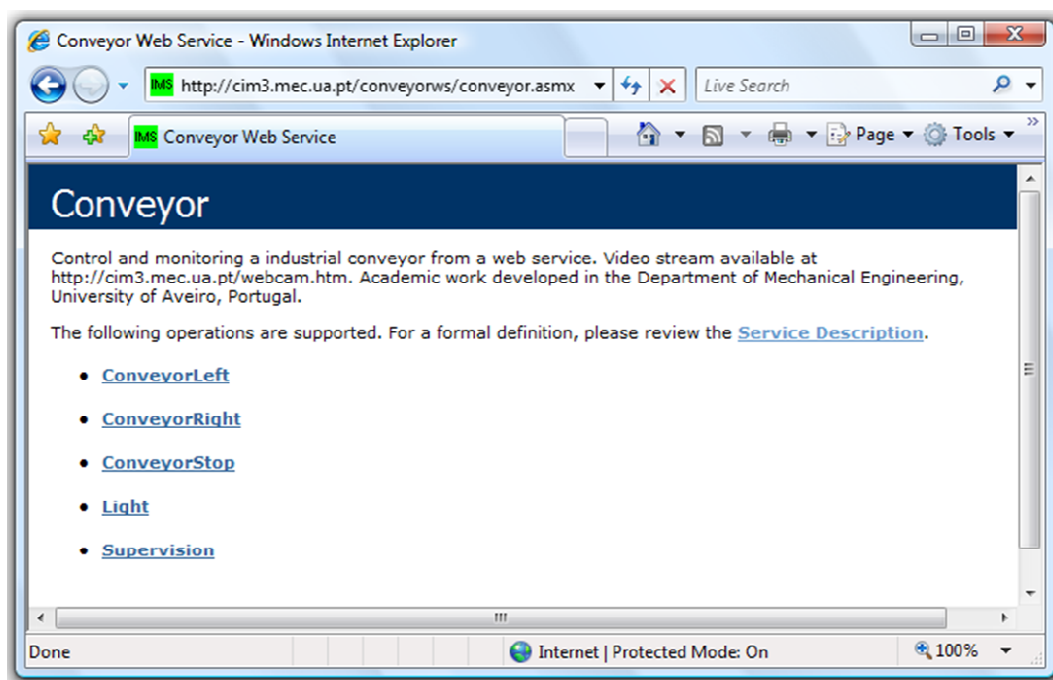 Conveyor Web Service - Windows Internet Explorer
IMS http://cim3.mec.ua.pt/conveyorws/conveyor.asmx Live Search
IMS Conveyor Web Service Page Tools
Conveyor
Control and monitoring a industrial conveyor from a web service. Video stream available at
http://cim3.mec.ua.pt/webcam.htm. Academic work developed in the Department of Mechanical Engineering,
University of Aveiro, Portugal.
The following operations are supported. For a formal definition, please review the Service Description.
• ConveyorLeft
• ConveyorRight
• ConveyorStop
• Light
• Supervision
Done Internet | Protected Mode: On 100%